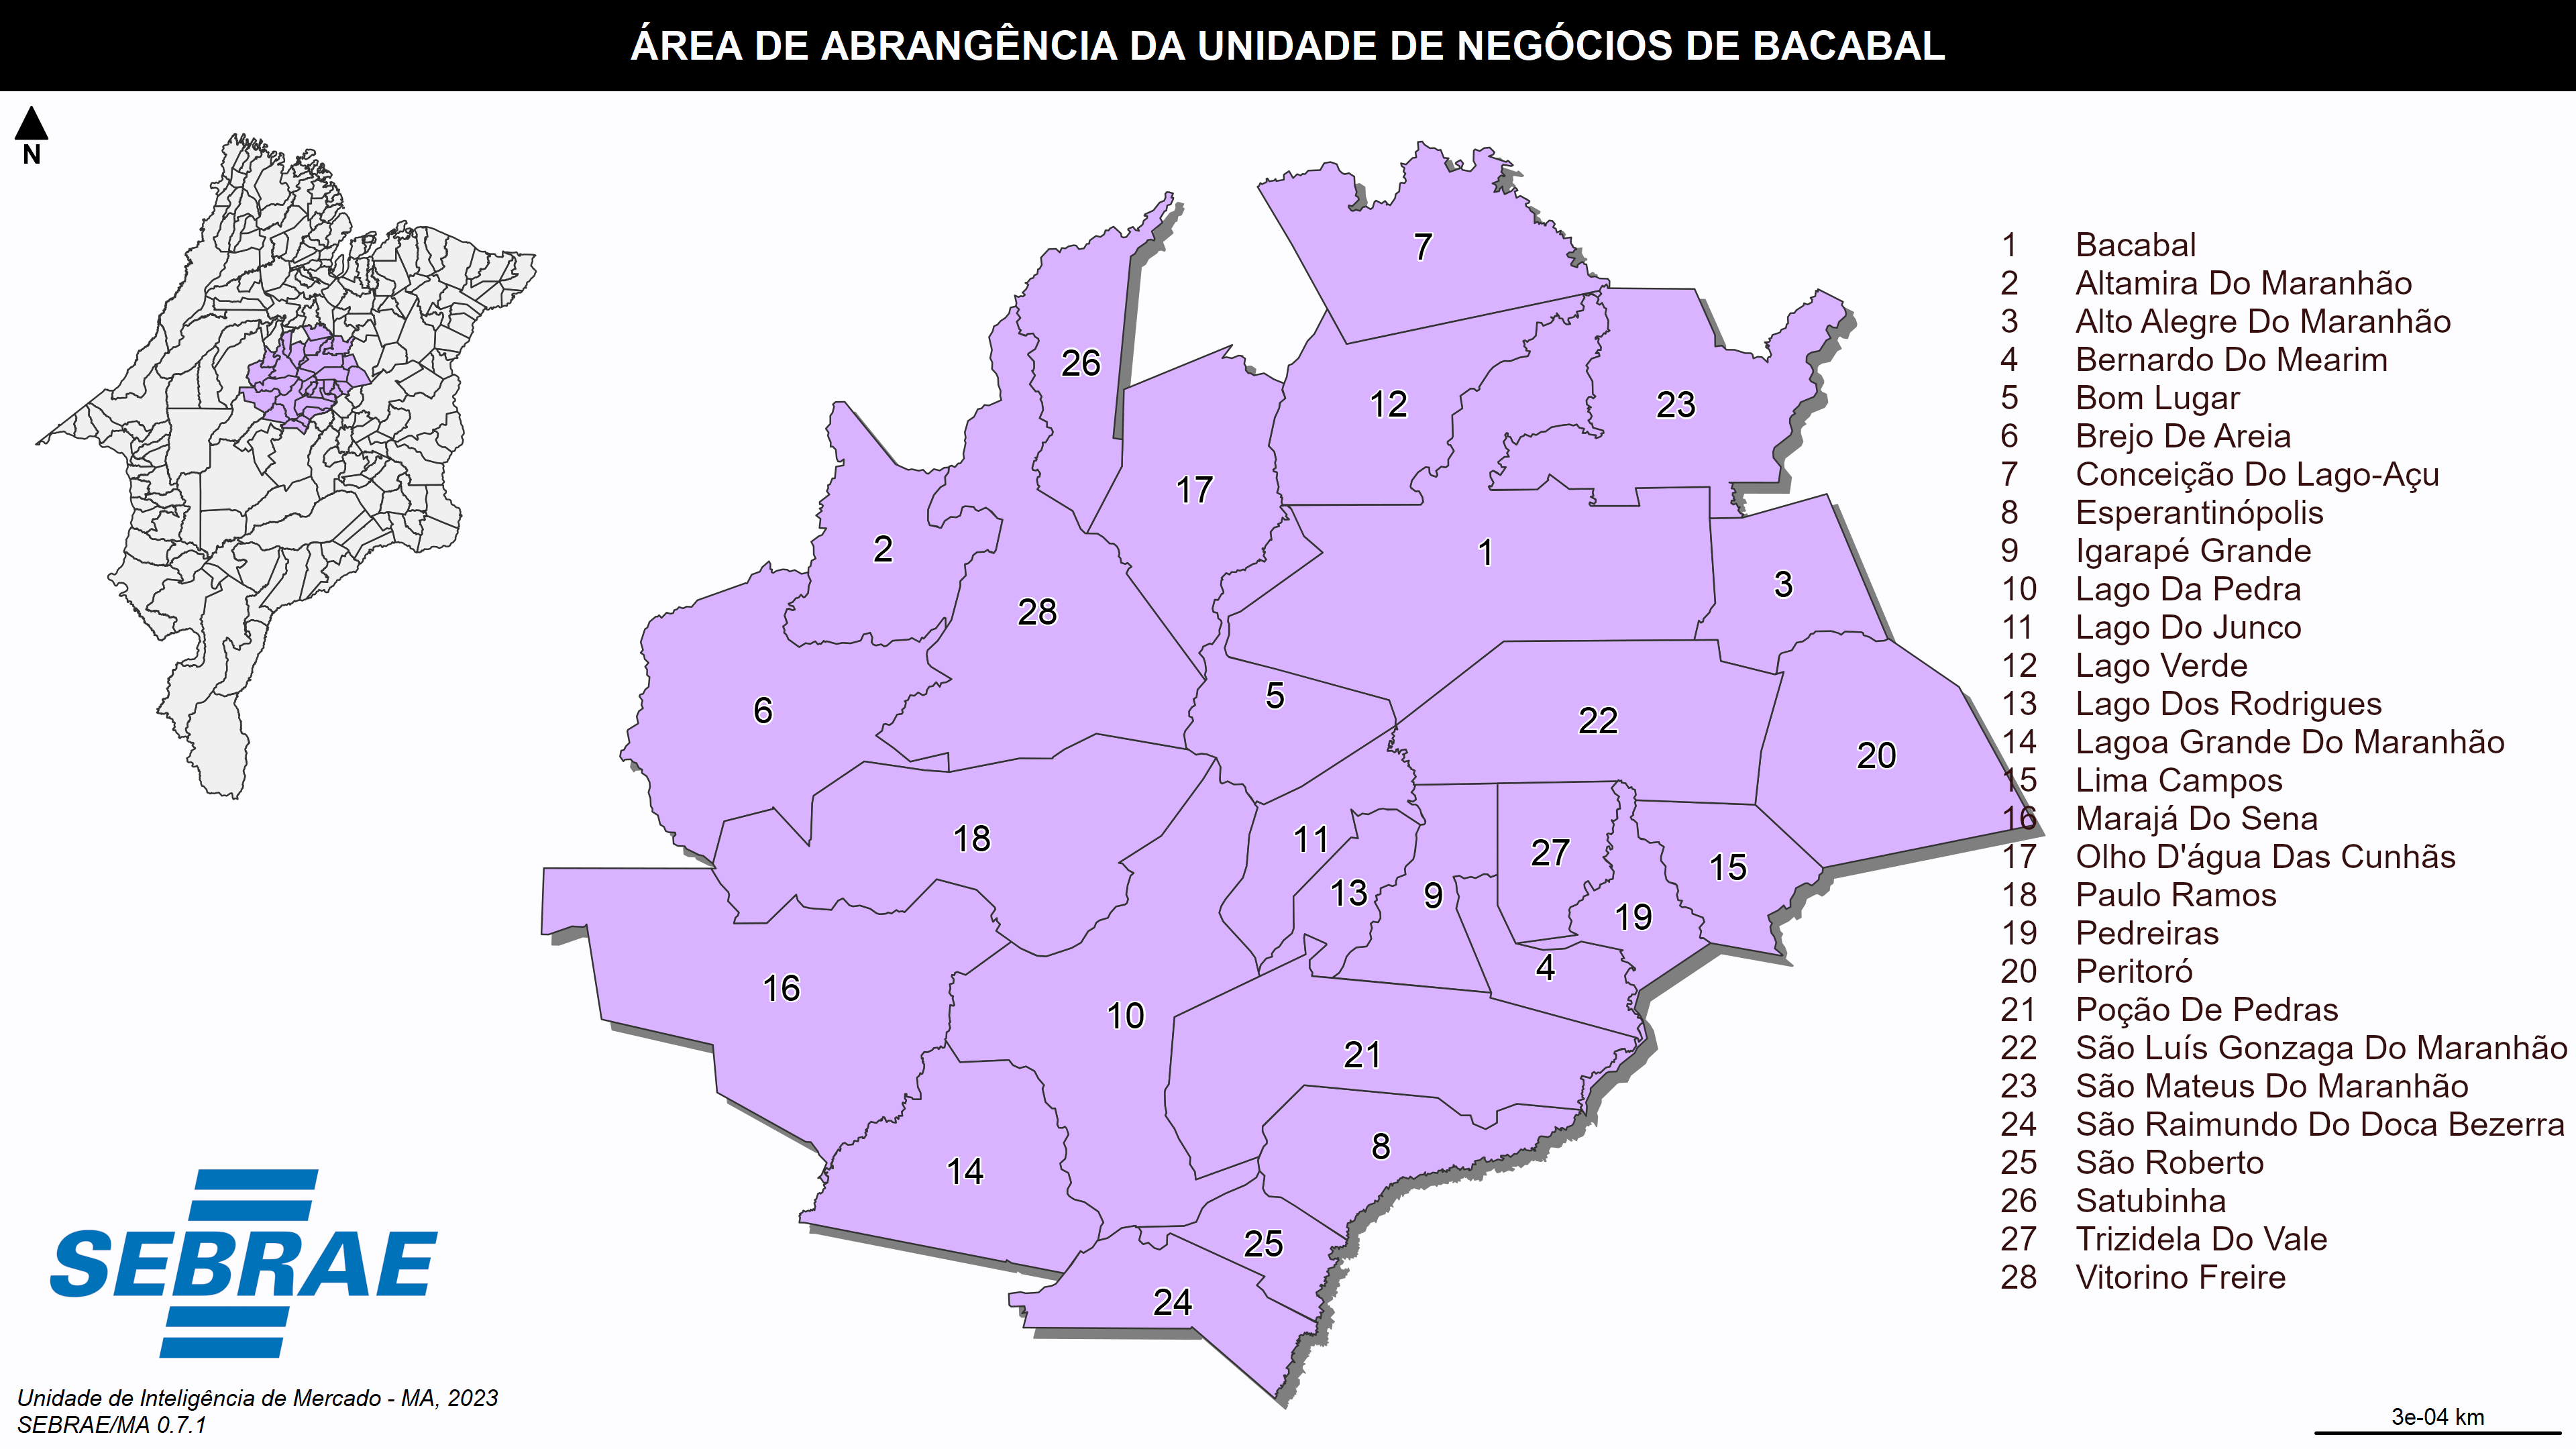 ÁREA DE ABRANGÊNCIA DA UNIDADE DE NEGÓCIOS DE BACABAL
N
7
26
12
23
17
2
1
3
28
5
6
22
20
18
11
27
15
13
9
19
4
16
10
21
8
14
25
24
1 Bacabal
2 Altamira Do Maranhão
3 Alto Alegre Do Maranhão
4 Bernardo Do Mearim
5 Bom Lugar
6 Brejo De Areia
7 Conceição Do Lago-Açu
8 Esperantinópolis
9 Igarapé Grande
10 Lago Da Pedra
11 Lago Do Junco
12 Lago Verde
13 Lago Dos Rodrigues
14 Lagoa Grande Do Maranhão
15 Lima Campos
16 Marajá Do Sena
17 Olho D'água Das Cunhãs
18 Paulo Ramos
19 Pedreiras
20 Peritoró
21 Poção De Pedras
22 São Luís Gonzaga Do Maranhão
23 São Mateus Do Maranhão
24 São Raimundo Do Doca Bezerra
25 São Roberto
26 Satubinha
27 Trizidela Do Vale
28 Vitorino Freire
SEBRAE
Unidade de Inteligência de Mercado - MA, 2023
SEBRAE/MA 0.7.1
3e-04 km